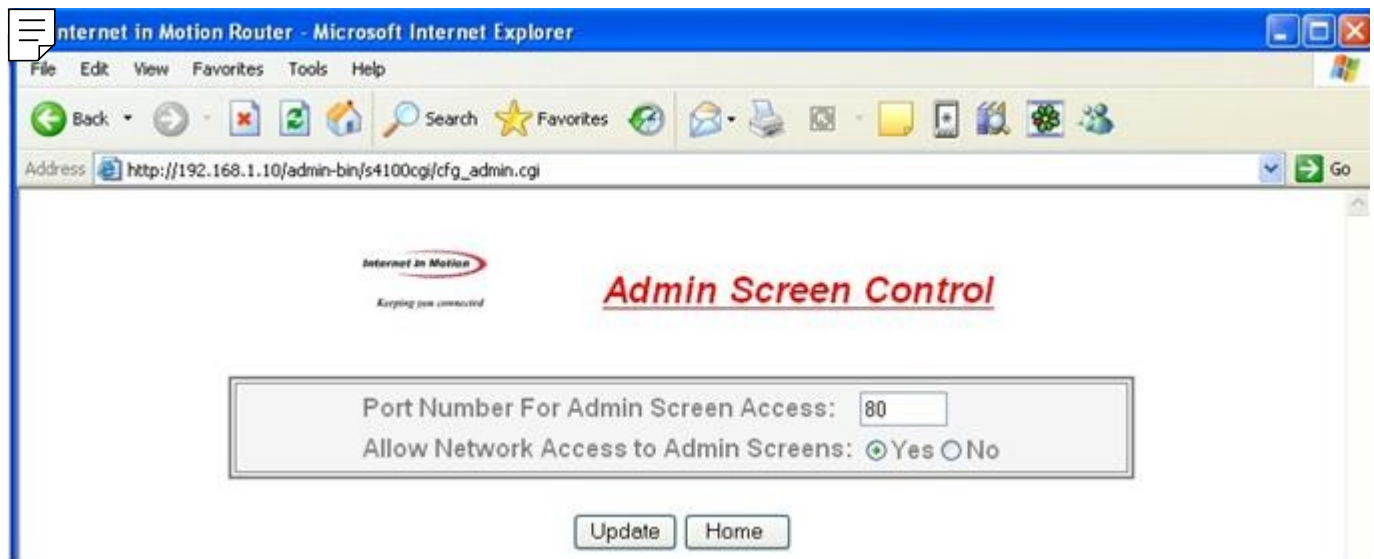 nternet in Motion Router - Microsoft Internet Explorer
File Edit View Favorites Tools Help
Back Search Favorites
Address http://192.168.1.10/admin-bin/s4100cgi/cfg_admin.cgi Go
Internet In Motion
Keeping you connected
Admin Screen Control
Port Number For Admin Screen Access: 80
Allow Network Access to Admin Screens: Yes No
Update Home